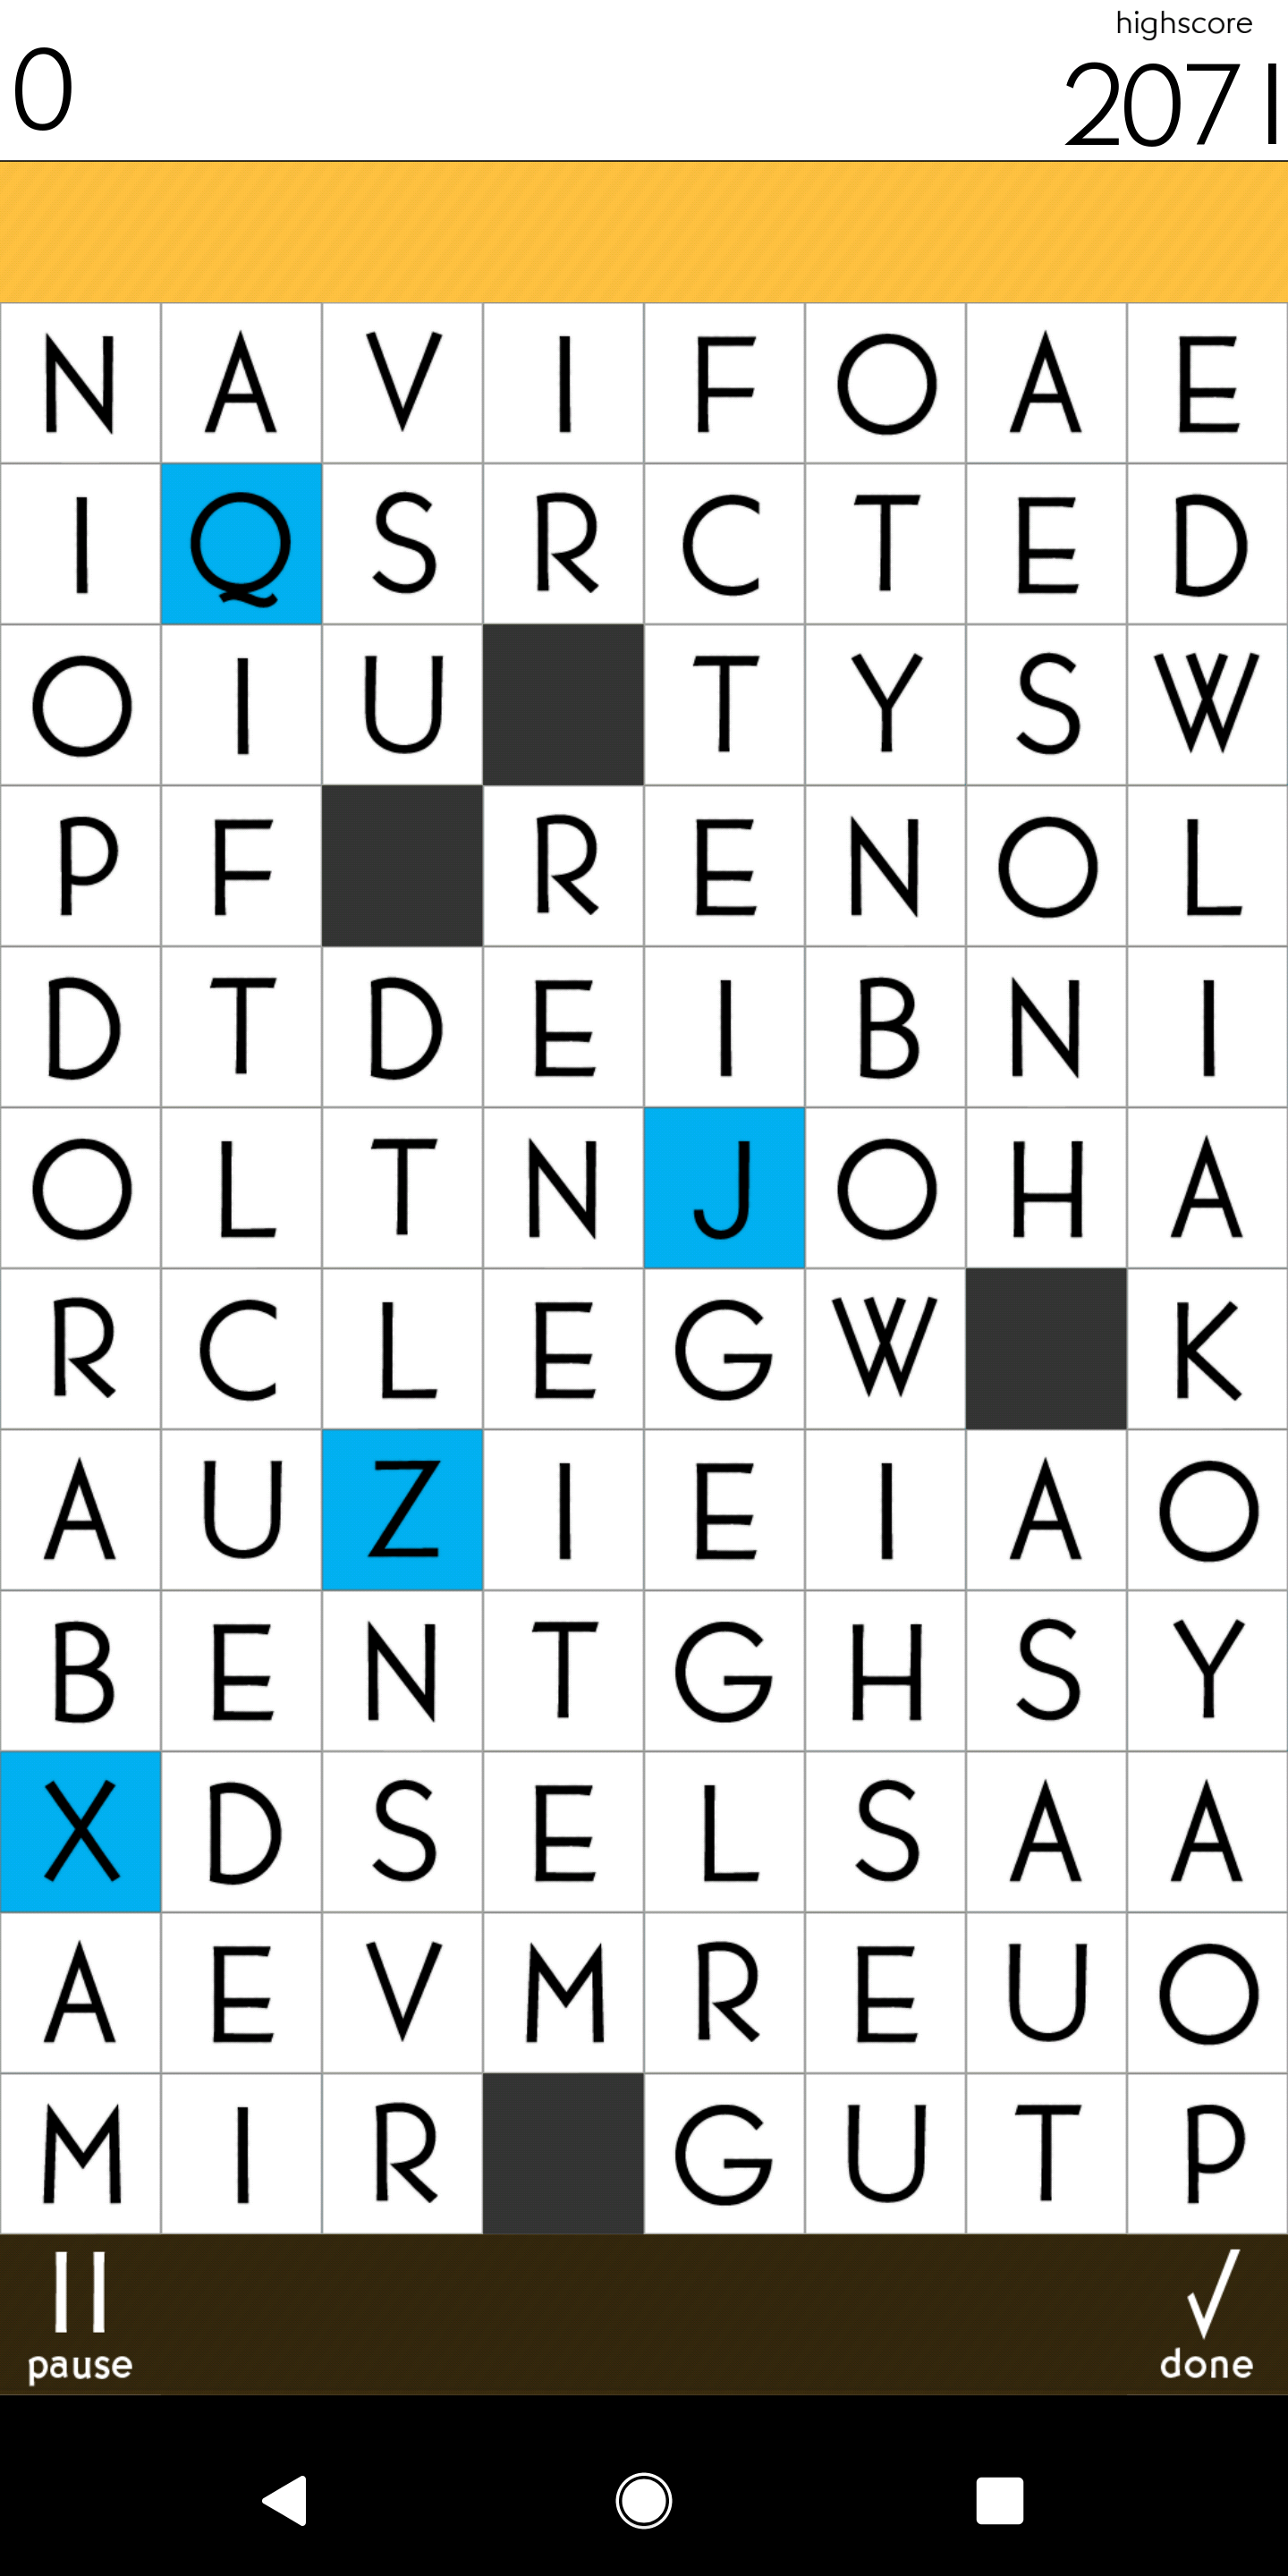 highscore
0 2071
N A V I F O A E
I Q S R C T E D
O I U T Y S W
P F R E N O L
D T D E I B N I
O L T N J O H A
R C L E G W K
A U Z I E I A O
B E N T G H S Y
X D S E L S A A
A E V M R E U O
M I R G U T P
pause done